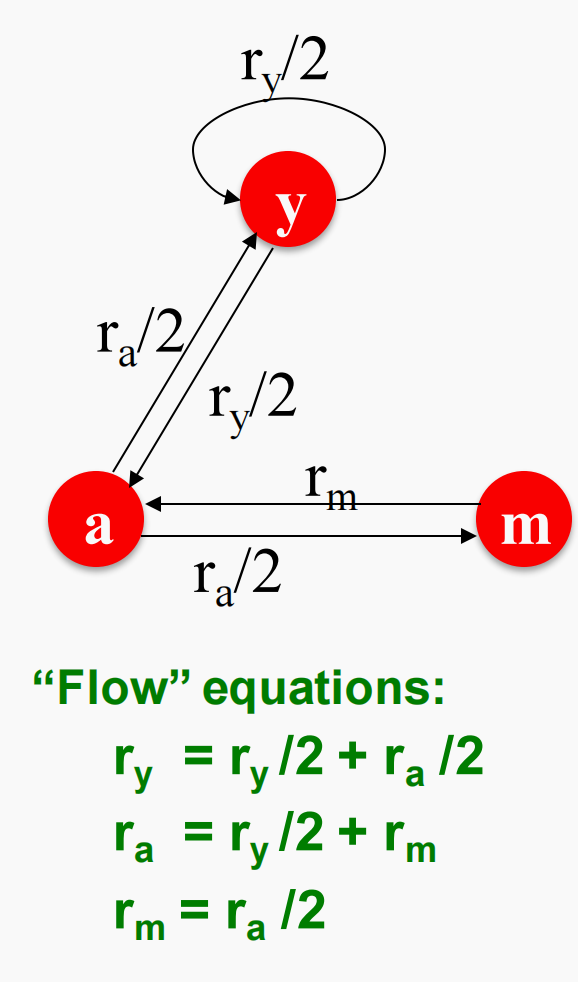 r_y/2
y
r_a/2
r_y/2
r_m
a
m
r_a/2
“Flow” equations:
r_y = r_y/2 + r_a /2
r_a = r_y/2 + r_m
r_m = r_a /2